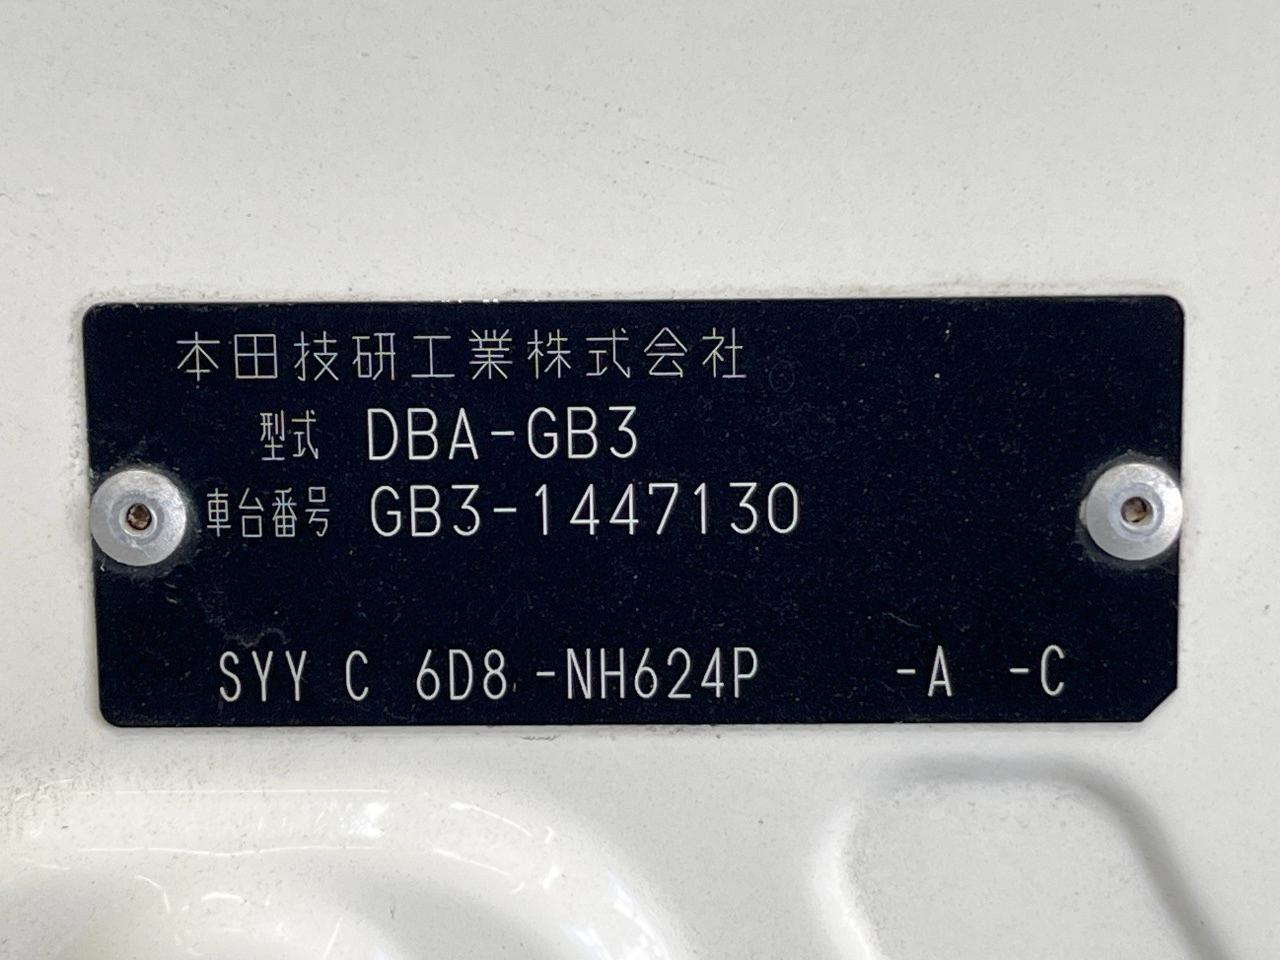 本田技研工業株式会社
型式 DBA-GB3
車台番号 GB3-1447130
SYY C 6D8 -NH624P -A -C